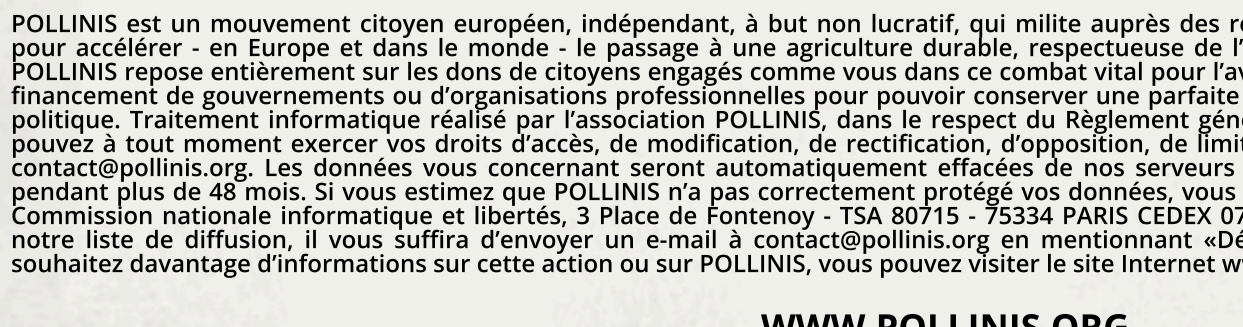 POLLINIS est un mouvement citoyen européen, indépendant, à but non lucratif, qui milite auprès des
pour accélérer - en Europe et dans le monde - le passage à une agriculture durable, respectueuse de l'
POLLINIS repose entièrement sur les dons de citoyens engagés comme vous dans ce combat vital pour
financement de gouvernements ou d'organisations professionnelles pour pouvoir conserver une parfaite
politique. Traitement informatique réalisé par l'association POLLINIS, dans le respect du Règlement
pouvez à tout moment exercer vos droits d'accès, de modification, de rectification, d'opposition, de
contact@pollinis.org. Les données vous concernant seront automatiquement effacées de nos serveurs
pendant plus de 48 mois. Si vous estimez que POLLINIS n'a pas correctement protégé vos données, vous
Commission nationale informatique et libertés, 3 Place de Fontenoy - TSA 80715 - 75334 PARIS CEDEX 07
notre liste de diffusion, il vous suffira d'envoyer un e-mail à contact@pollinis.org en mentionnant
souhaitez davantage d'informations sur cette action ou sur POLLINIS, vous pouvez visiter le site Internet
WWW.POLLINIS.ORG